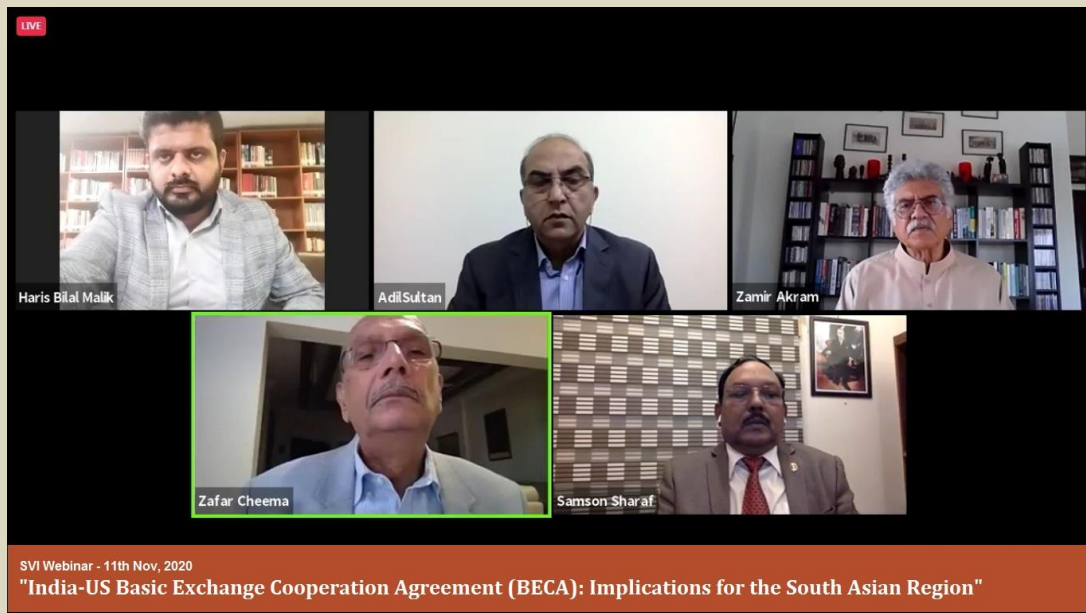 LIVE
Haris Bilal Malik
AdilSultan
Zamir Akram
Zafar Cheema
Samson Sharaf
SVI Webinar - 11th Nov, 2020
"India-US Basic Exchange Cooperation Agreement (BECA): Implications for the South Asian Region"